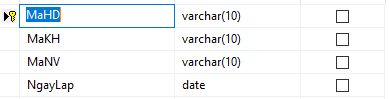 MaHD varchar(10)
MaKH varchar(10)
MaNV varchar(10)
NgayLap date